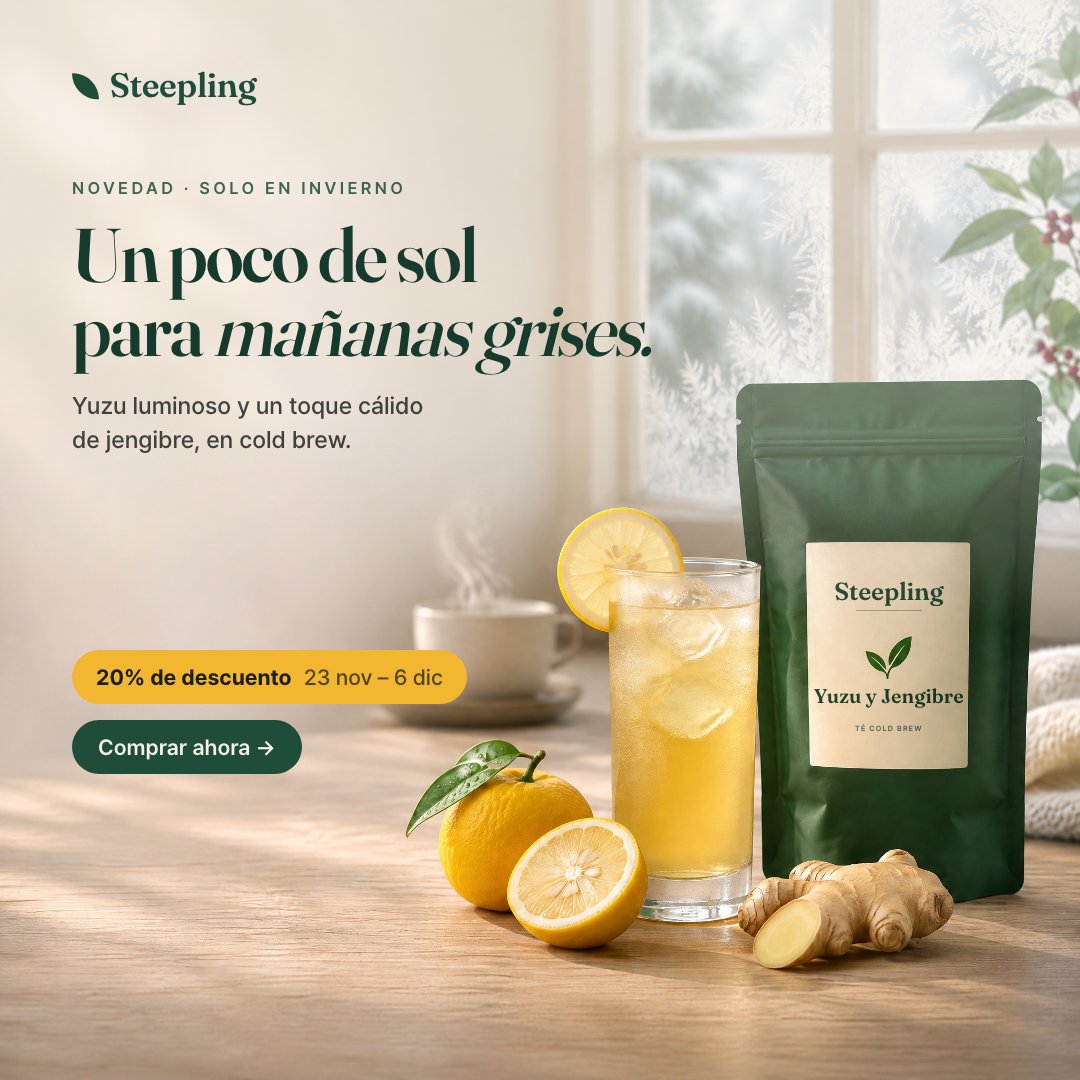 Steepling
NOVEDAD · SOLO EN INVIERNO
Un poco de sol
para mañanas grises.
Yuzu luminoso y un toque cálido
de jengibre, en cold brew.
20% de descuento 23 nov – 6 dic
Comprar ahora →
Steepling
Yuzu y Jengibre
TÉ COLD BREW